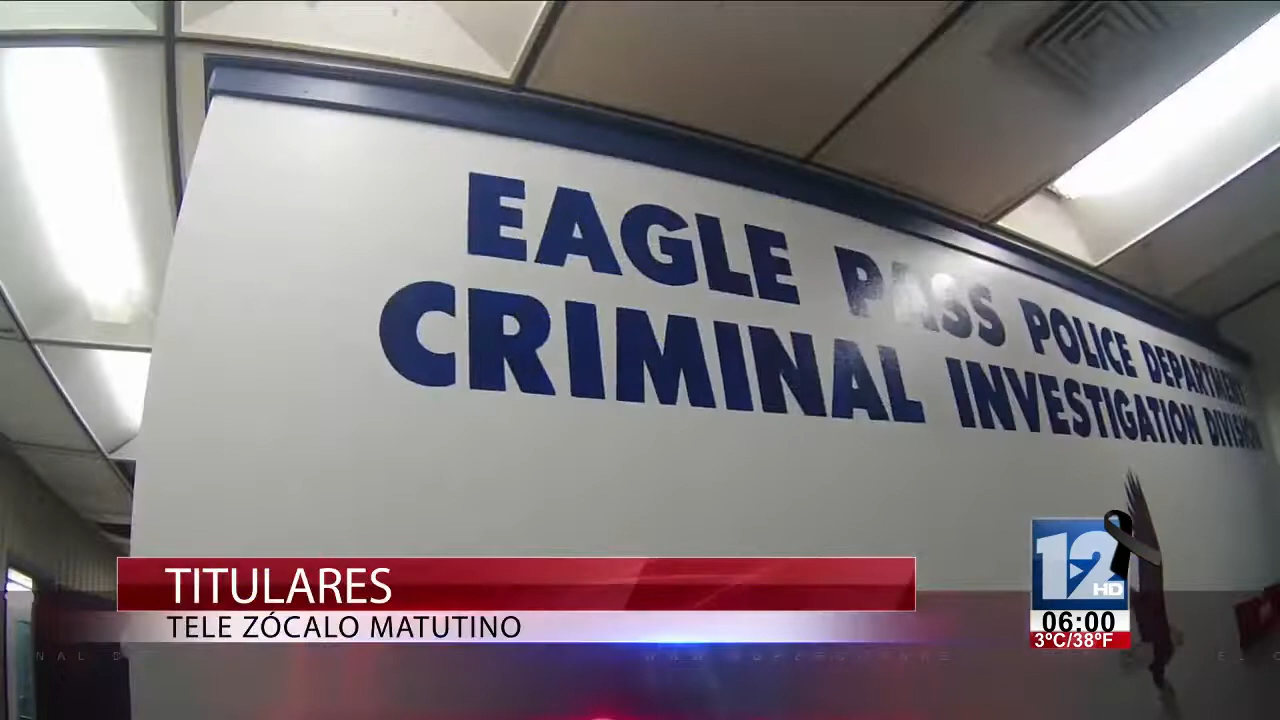 EAGLE PASS POLICE DEPARTMENT
CRIMINAL INVESTIGATION DIVISION
TITULARES
TELE ZÓCALO MATUTINO
12
HD
06:00
3°C/38°F